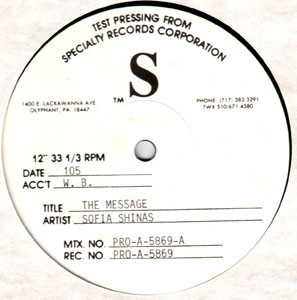 TEST PRESSING FROM
SPECIALTY RECORDS CORPORATION
S
TM
1400 E. LACKAWANNA AVE.
OLYPHANT, PA. 18447
PHONE: (717) 383-3291
TWX 510-671-4580
12" 33 1/3 RPM
DATE 105
ACC'T W. B.
TITLE THE MESSAGE
ARTIST SOFIA SHINAS
MTX. NO. PRO-A-5869-A
REC. NO. PRO-A-5869